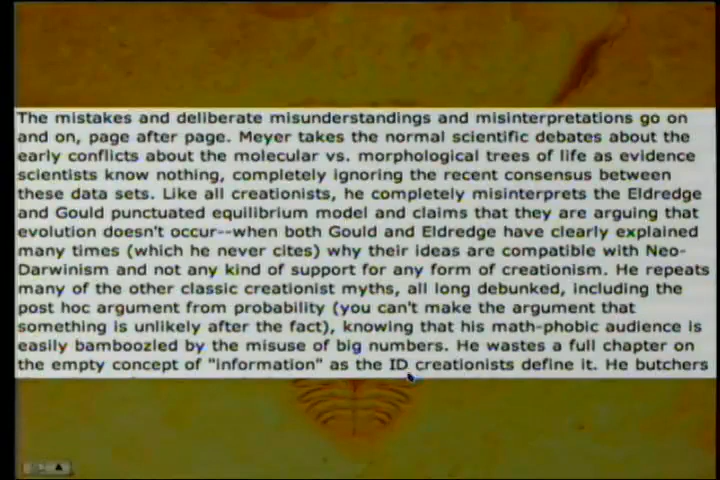 The mistakes and deliberate misunderstandings and misinterpretations go on
and on, page after page. Meyer takes the normal scientific debates about the
early conflicts about the molecular vs. morphological trees of life as evidence
scientists know nothing, completely ignoring the recent consensus between
these data sets. Like all creationists, he completely misinterprets the Eldredge
and Gould punctuated equilibrium model and claims that they are arguing that
evolution doesn't occur--when both Gould and Eldredge have clearly explained
many times (which he never cites) why their ideas are compatible with Neo-
Darwinism and not any kind of support for any form of creationism. He repeats
many of the other classic creationist myths, all long debunked, including the
post hoc argument from probability (you can't make the argument that
something is unlikely after the fact), knowing that his math-phobic audience is
easily bamboozled by the misuse of big numbers. He wastes a full chapter on
the empty concept of "information" as the ID creationists define it. He butchers